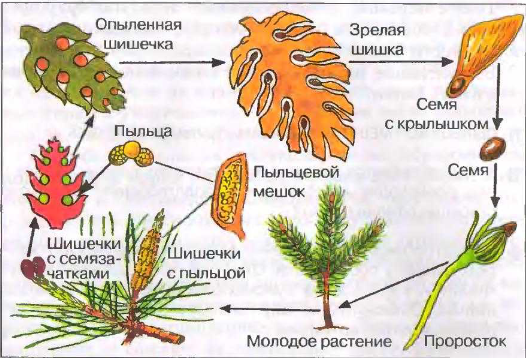 Опыленная
шишечка
Зрелая
шишка
Семя
с крылышком
Пыльца
Пыльцевой
мешок
Семя
Шишечки
с семяза-
чатками
Шишечки
с пыльцой
Молодое растение
Проросток